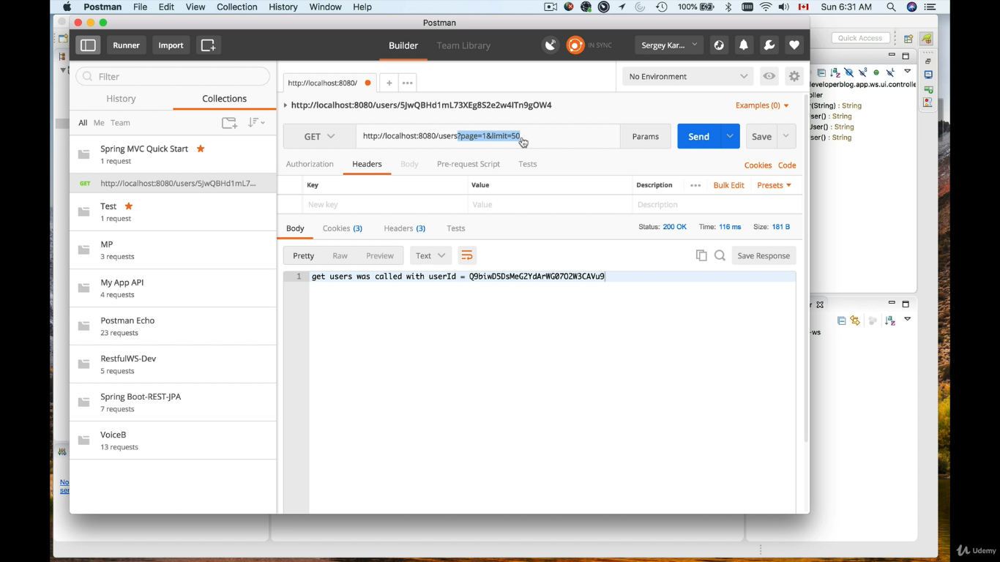 Postman File Edit View Collection History Window Help 100% Sun 6:31 AM
Postman
Quick Access
Runner Import Builder Team Library IN SYNC Sergey Kar...
Filter
http://localhost:8080/ + ••• No Environment
History Collections
http://localhost:8080/users/5JwQBHd1mL73XEg8S2e2w4ITn9gOW4 Examples (0)
All Me Team
GET http://localhost:8080/users?page=1&limit=50 Params Send Save
Spring MVC Quick Start
1 request
Authorization Headers Body Pre-request Script Tests Cookies Code
GET http://localhost:8080/users/5JwQBHd1mL7...
Key Value Description ••• Bulk Edit Presets
New key Value Description
Test
1 request
Body Cookies (3) Headers (3) Tests Status: 200 OK Time: 116 ms Size: 181 B
MP
3 requests
Pretty Raw Preview Text Save Response
1 get users was called with userId = Q9biwD5DsMeG2YdArWG07O2W3CAVu9
My App API
4 requests
Postman Echo
23 requests
RestfulWS-Dev
5 requests
Spring Boot-REST-JPA
7 requests
VoiceB
13 requests
developerblog.app.ws.ui.controlle
ller
r(String) : String
ser() : String
ser() : String
ser() : String
r
-ws
No
ser
Udemy